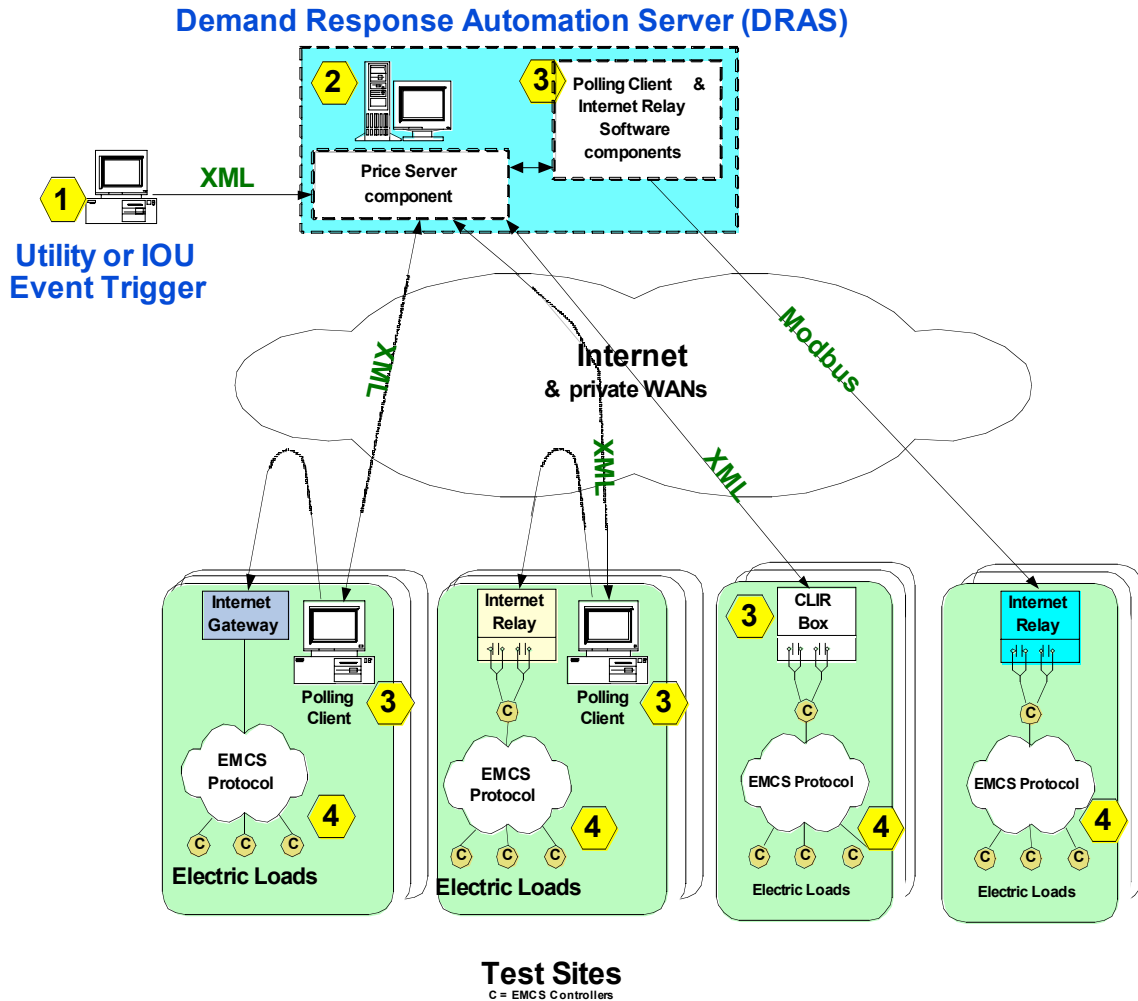 Demand Response Automation Server (DRAS)
2
3
Polling Client &
Internet Relay
Software
components
Price Server
component
1
XML
Utility or IOU
Event Trigger
Internet
& private WANs
XML
XML
XML
Modbus
Internet
Gateway
Polling
Client
3
EMCS
Protocol
4
C
C
C
Electric Loads
Internet
Relay
Polling
Client
3
C
EMCS
Protocol
4
C
C
C
Electric Loads
3
CLIR
Box
C
EMCS Protocol
4
C
C
C
Electric Loads
Internet
Relay
C
EMCS Protocol
4
C
C
C
Electric Loads
Test Sites
C = EMCS Controllers